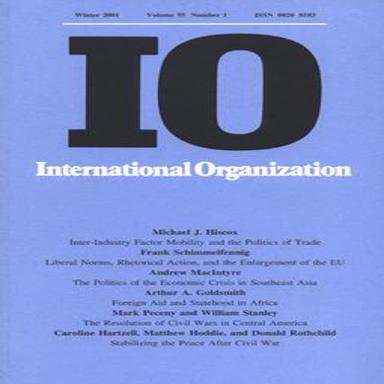 Winter 2001 Volume 55 Number 1 ISSN 0020 8183
IO
International Organization
Michael J. Hiscox
Inter-Industry Factor Mobility and the Politics of Trade
Frank Schimmelfennig
Liberal Norms, Rhetorical Action, and the Enlargement of the EU
Andrew MacIntyre
The Politics of the Economic Crisis in Southeast Asia
Arthur A. Goldsmith
Foreign Aid and Statehood in Africa
Mark Peceny and William Stanley
The Resolution of Civil Wars in Central America
Caroline Hartzell, Matthew Hoddie, and Donald Rothchild
Stabilizing the Peace After Civil War